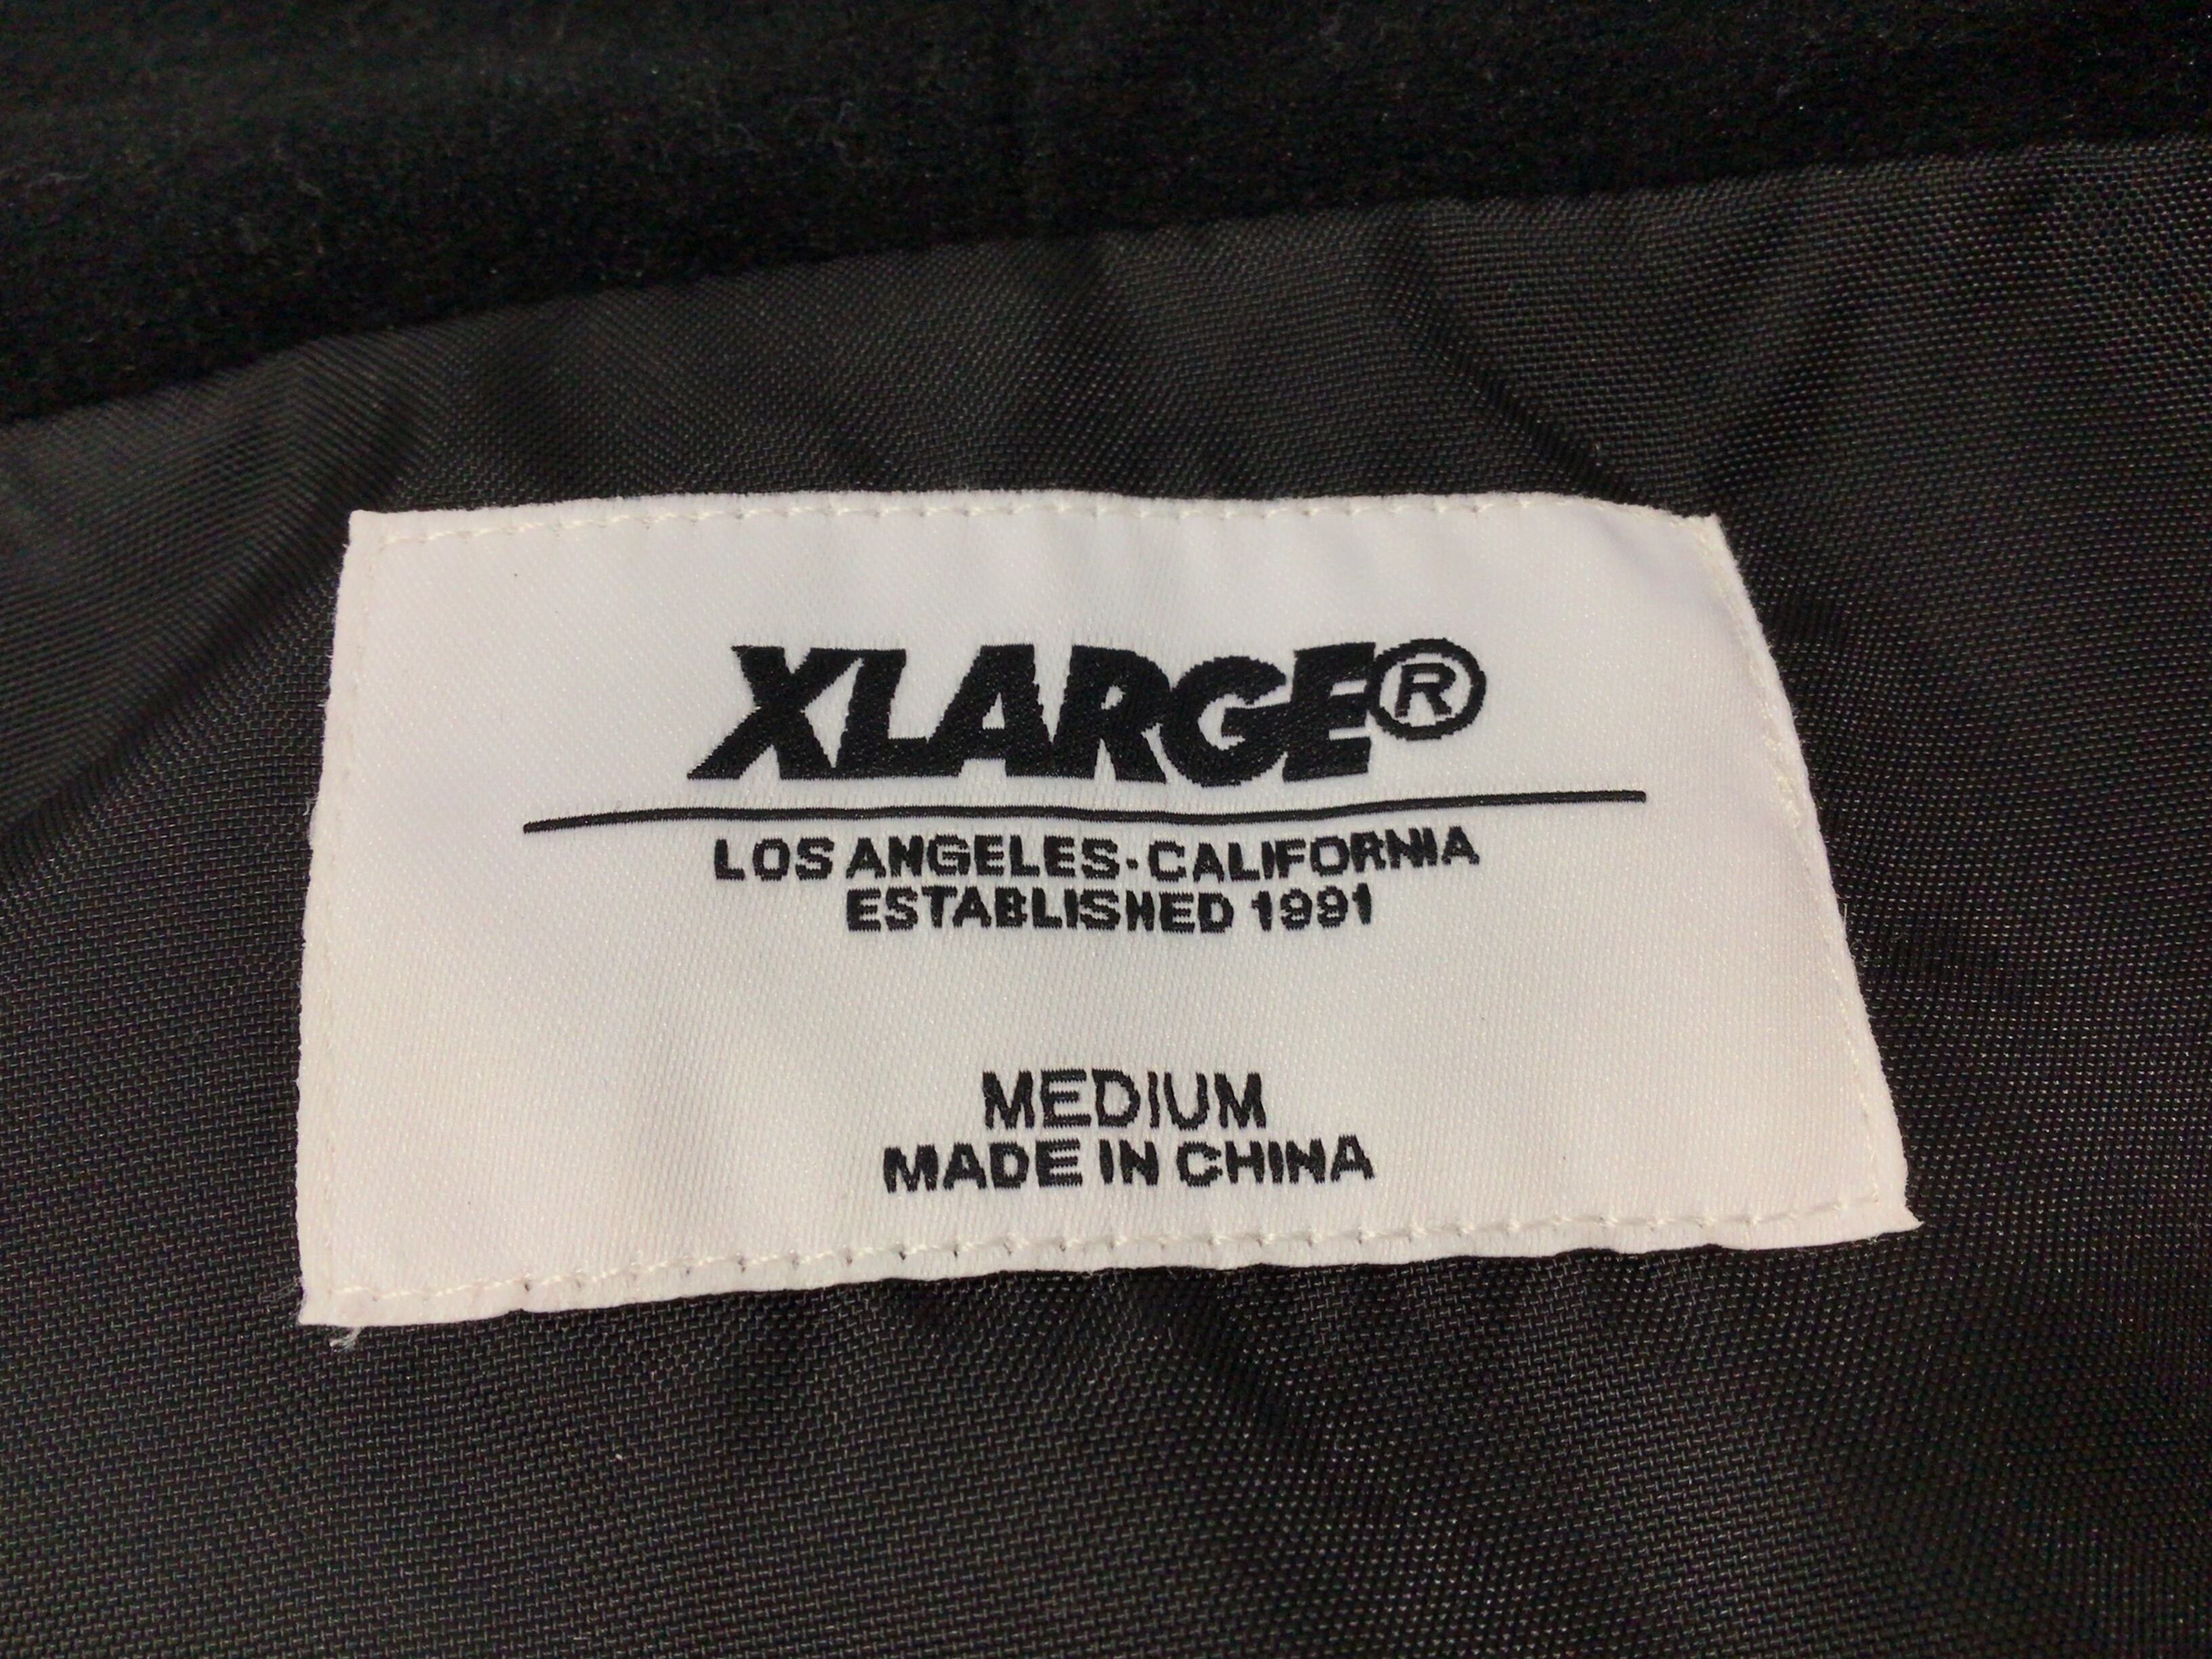 XLARGE®
LOS ANGELES-CALIFORNIA
ESTABLISHED 1991
MEDIUM
MADE IN CHINA